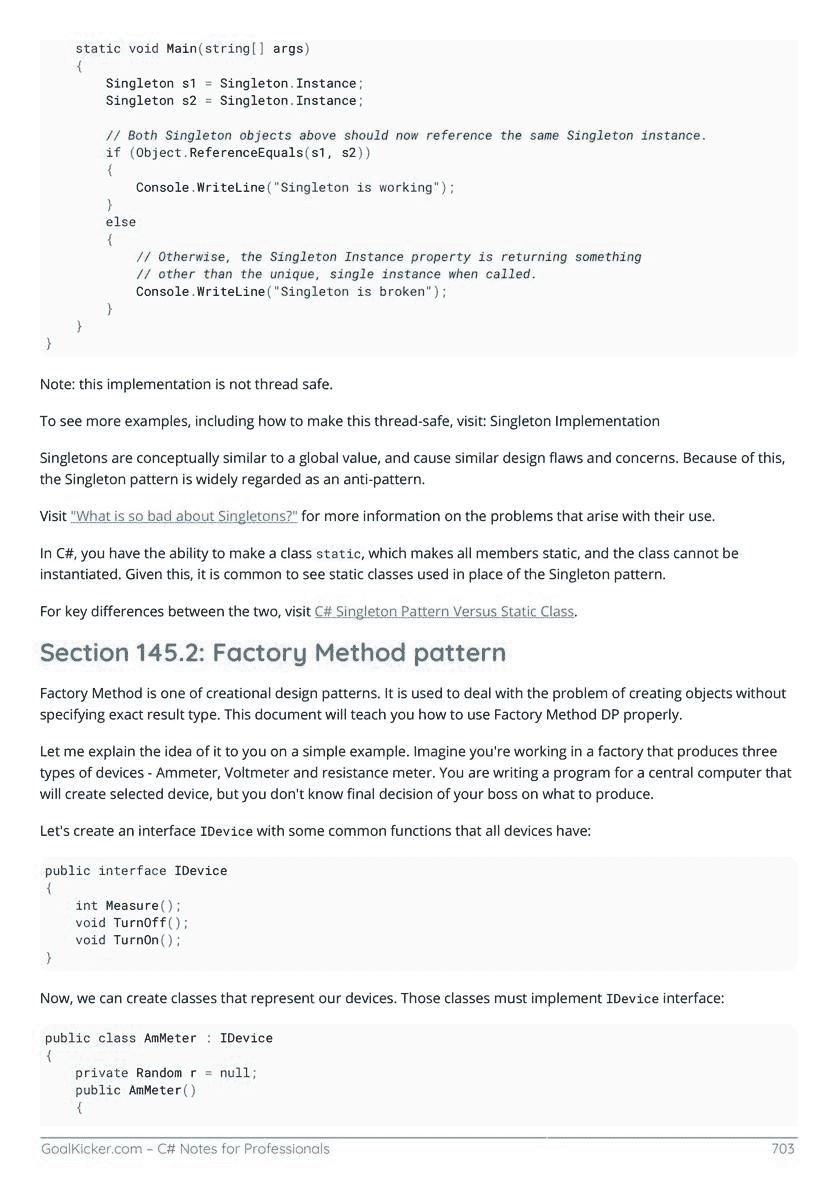 static void Main(string[] args)
{
Singleton s1 = Singleton.Instance;
Singleton s2 = Singleton.Instance;
// Both Singleton objects above should now reference the same Singleton instance.
if (Object.ReferenceEquals(s1, s2))
{
Console.WriteLine("Singleton is working");
}
else
{
// Otherwise, the Singleton Instance property is returning something
// other than the unique, single instance when called.
Console.WriteLine("Singleton is broken");
}
}
}
Note: this implementation is not thread safe.
To see more examples, including how to make this thread-safe, visit: Singleton Implementation
Singletons are conceptually similar to a global value, and cause similar design flaws and concerns. Because of this,
the Singleton pattern is widely regarded as an anti-pattern.
Visit "What is so bad about Singletons?" for more information on the problems that arise with their use.
In C#, you have the ability to make a class static, which makes all members static, and the class cannot be
instantiated. Given this, it is common to see static classes used in place of the Singleton pattern.
For key differences between the two, visit C# Singleton Pattern Versus Static Class.
Section 145.2: Factory Method pattern
Factory Method is one of creational design patterns. It is used to deal with the problem of creating objects without
specifying exact result type. This document will teach you how to use Factory Method DP properly.
Let me explain the idea of it to you on a simple example. Imagine you're working in a factory that produces three
types of devices - Ammeter, Voltmeter and resistance meter. You are writing a program for a central computer that
will create selected device, but you don't know final decision of your boss on what to produce.
Let's create an interface IDevice with some common functions that all devices have:
public interface IDevice
{
int Measure();
void TurnOff();
void TurnOn();
}
Now, we can create classes that represent our devices. Those classes must implement IDevice interface:
public class AmMeter : IDevice
{
private Random r = null;
public AmMeter()
{
GoalKicker.com – C# Notes for Professionals
703